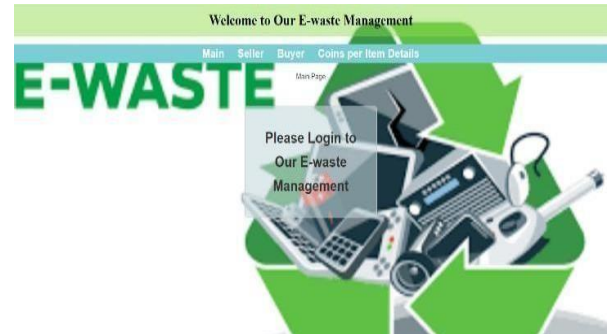 Welcome to Our E-waste Management
Main Seller Buyer Coins per Item Details
E-WASTE
Main Page
Please Login to
Our E-waste
Management